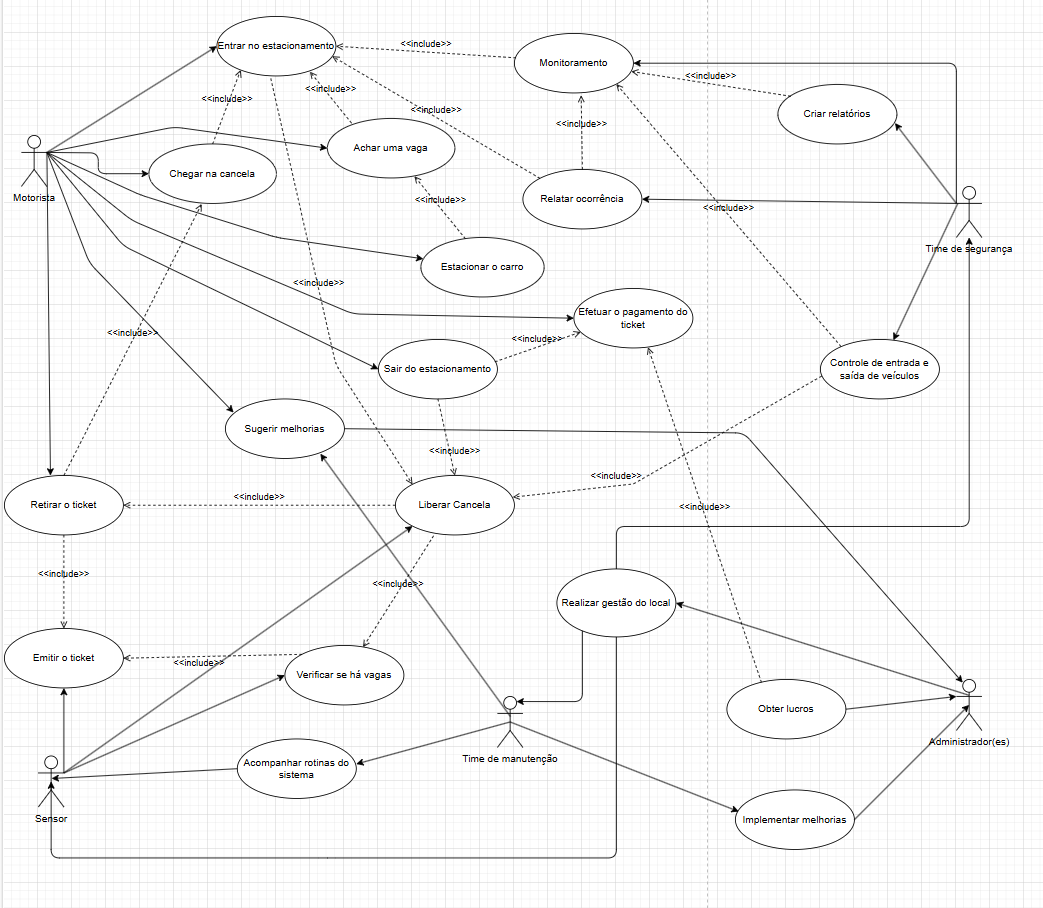 <<include>>
Entrar no estacionamento
Monitoramento
<<include>>
<<include>>
<<include>>
<<include>>
Criar relatórios
<<include>>
Achar uma vaga
Chegar na cancela
Motorista
<<include>>
Relatar ocorrência
<<include>>
Time de segurança
Estacionar o carro
<<include>>
Efetuar o pagamento do
ticket
<<include>>
<<include>>
Sair do estacionamento
Controle de entrada e
saída de veículos
Sugerir melhorias
<<include>>
<<include>>
Retirar o ticket
<<include>>
Liberar Cancela
<<include>>
<<include>>
<<include>>
Realizar gestão do local
Emitir o ticket
<<include>>
Verificar se há vagas
Obter lucros
Administrador(es)
Time de manutenção
Acompanhar rotinas do
sistema
Sensor
Implementar melhorias